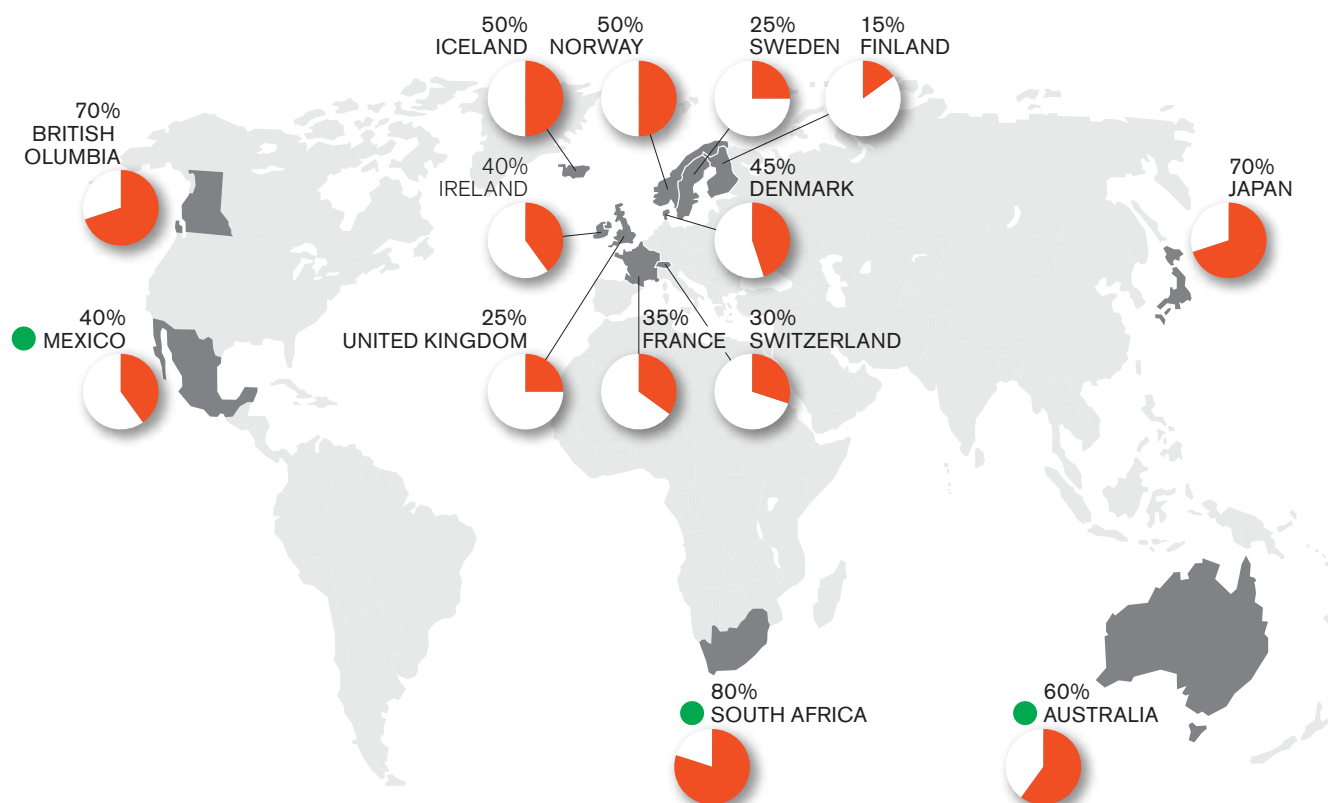 50%
ICELAND
50%
NORWAY
25%
SWEDEN
15%
FINLAND
70%
BRITISH
OLUMBIA
40%
IRELAND
45%
DENMARK
70%
JAPAN
40%
MEXICO
25%
UNITED KINGDOM
35%
FRANCE
30%
SWITZERLAND
80%
SOUTH AFRICA
60%
AUSTRALIA